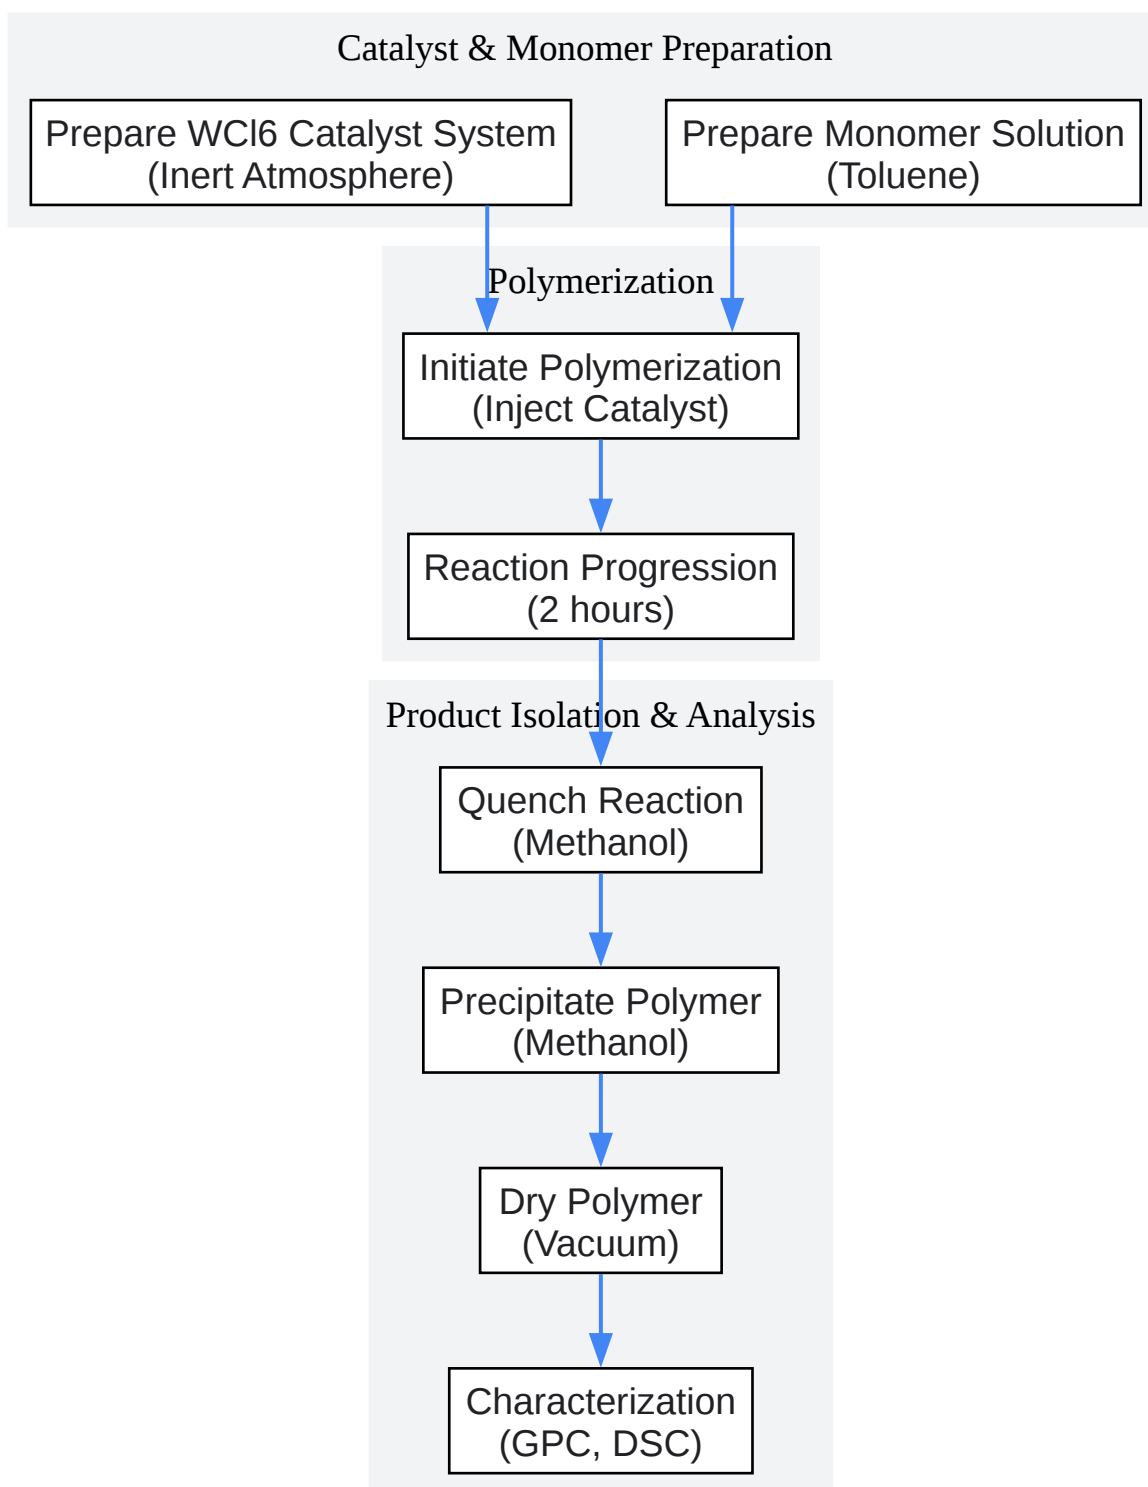 Catalyst & Monomer Preparation
Prepare WCl6 Catalyst System
(Inert Atmosphere)
Prepare Monomer Solution
(Toluene)
Polymerization
Initiate Polymerization
(Inject Catalyst)
Reaction Progression
(2 hours)
Product Isolation & Analysis
Quench Reaction
(Methanol)
Precipitate Polymer
(Methanol)
Dry Polymer
(Vacuum)
Characterization
(GPC, DSC)